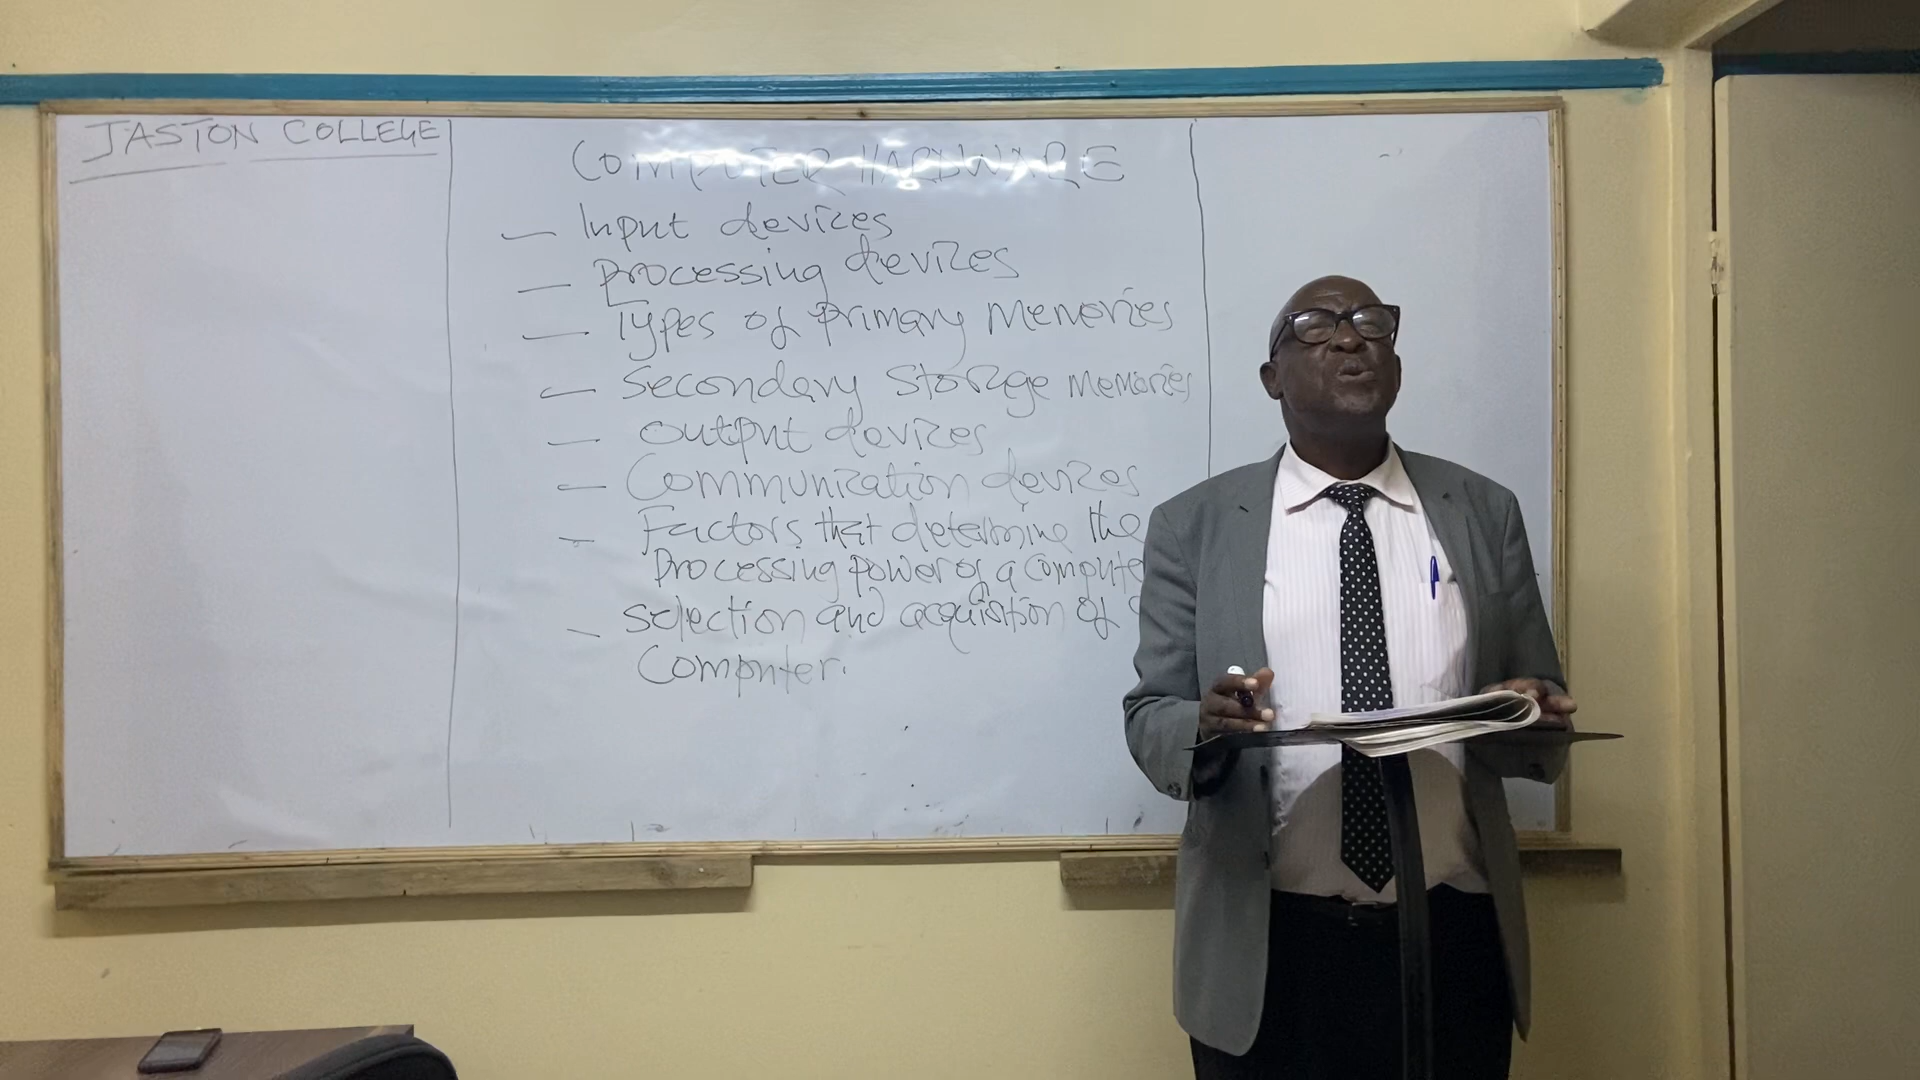 JASTON COLLEGE
COMPUTER HARDWARE
— Input devices
— Processing devices
— Types of primary Memories
— Secondary Storage Memories
— Output devices
— Communication devices
— Factors that determine the
Processing power of a Compute
— Selection and acquisition of
Computer.